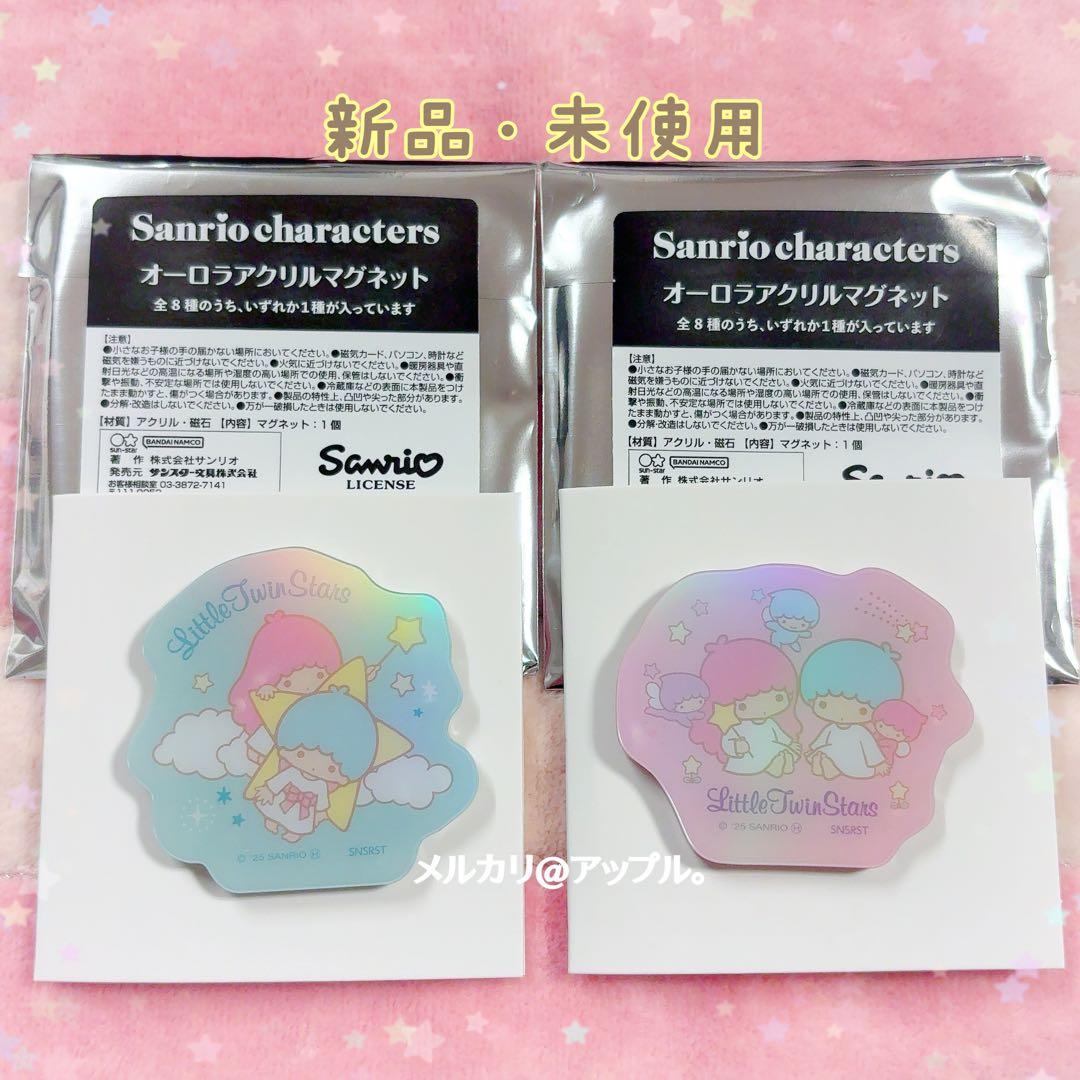 新品・未使用
Sanrio characters
オーロラアクリルマグネット
全8種のうち、いずれか1種が入っています
【注意】
●小さなお子様の手の届かない場所においてください。●磁気カード、パソコン、時計など
磁気を嫌うものに近づけないでください。●火気に近づけないでください。●暖房器具や直
射日光などの高温になる場所や湿度の高い場所での使用、保管はしないでください。●衝
撃や振動、不安定な場所では使用しないでください。●冷蔵庫などの表面に本製品をつけ
たまま動かすと、傷がつく場合があります。●製品の特性上、凸凹や尖った部分があります。
●分解・改造はしないでください。●万が一破損したときは使用しないでください。
【材質】アクリル・磁石 【内容】マグネット：1個
sun-star
BANDAI NAMCO
著 作 株式会社サンリオ
発売元 サンスター文具株式会社
お客様相談室 03-3872-7141
Sanrio
LICENSE
Sanrio characters
オーロラアクリルマグネット
全8種のうち、いずれか1種が入っています
【注意】
●小さなお子様の手の届かない場所においてください。●磁気カード、パソコン、時計など
磁気を嫌うものに近づけないでください。●火気に近づけないでください。●暖房器具や直
射日光などの高温になる場所や湿度の高い場所での使用、保管はしないでください。●衝
撃や振動、不安定な場所では使用しないでください。●冷蔵庫などの表面に本製品をつけ
たまま動かすと、傷がつく場合があります。●製品の特性上、凸凹や尖った部分があります。
●分解・改造はしないでください。●万が一破損したときは使用しないでください。
【材質】アクリル・磁石 【内容】マグネット：1個
sun-star
BANDAI NAMCO
著 作 株式会社サンリオ
Little Twin Stars
© '25 SANRIO Ⓗ SNSRST
Little Twin Stars
© '25 SANRIO Ⓗ SNSRST
メルカリ@アップル。